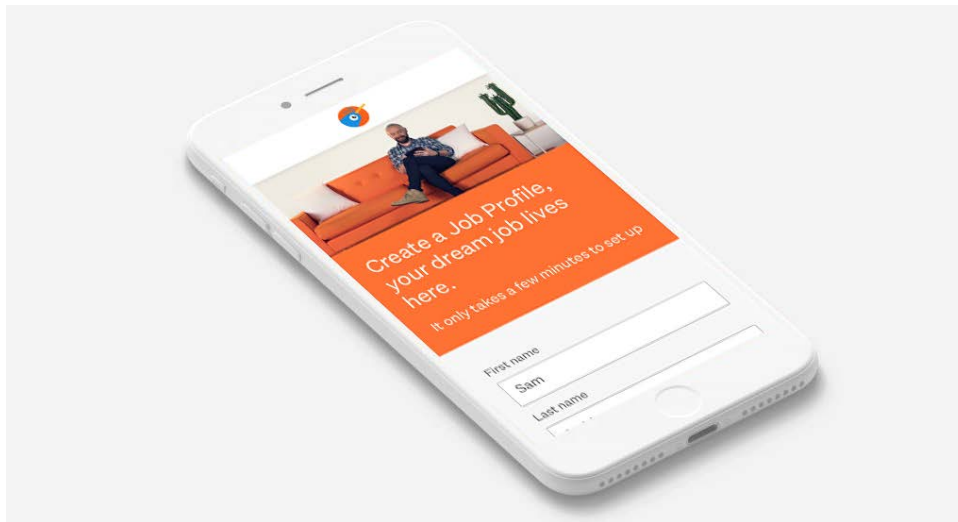 Create a Job Profile,
your dream job lives
here.
It only takes a few minutes to set up
First name
Sam
Last name